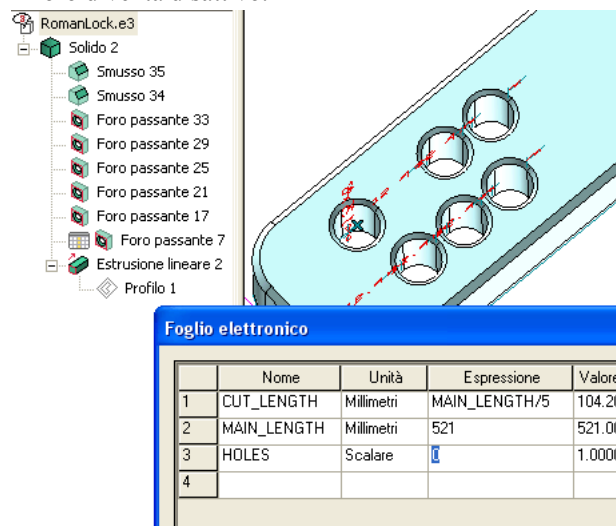 RomanLock.e3
Solido 2
Smusso 35
Smusso 34
Foro passante 33
Foro passante 29
Foro passante 25
Foro passante 21
Foro passante 17
Foro passante 7
Estrusione lineare 2
Profilo 1
Foglio elettronico
Nome Unità Espressione Valore
1 CUT_LENGTH Millimetri MAIN_LENGTH/5 104.20
2 MAIN_LENGTH Millimetri 521 521.00
3 HOLES Scalare 0 1.0000
4